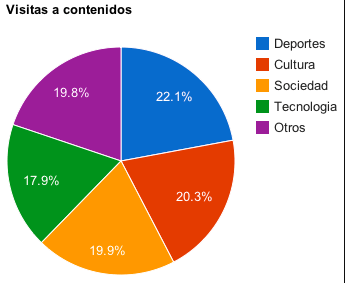 Visitas a contenidos
Deportes
Cultura
Sociedad
Tecnologia
Otros
22.1%
20.3%
19.9%
17.9%
19.8%